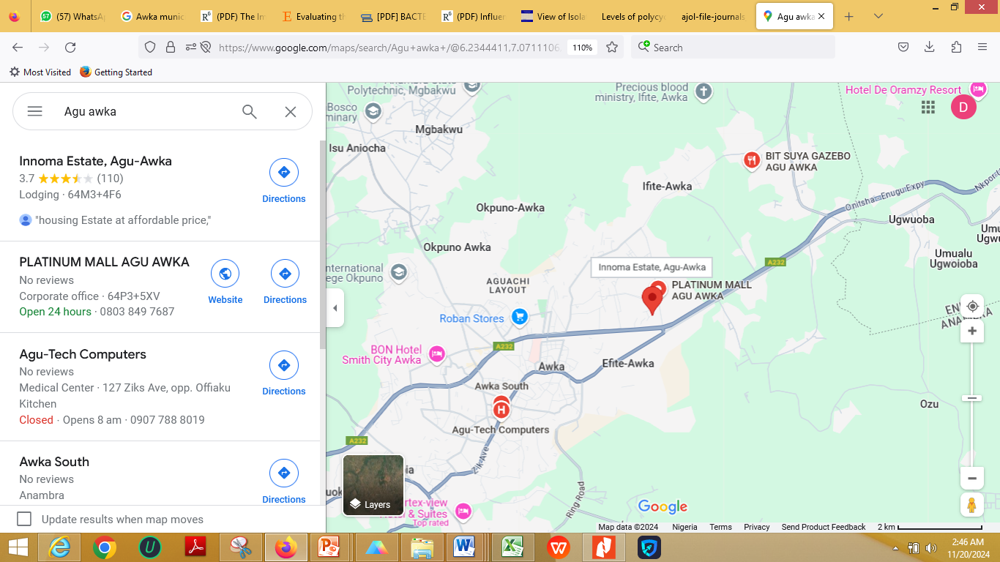 (57) WhatsA
Awka munic
(PDF) The Im
Evaluating th
[PDF] BACTE
(PDF) Influen
View of Isola
Levels of polycyc
ajol-file-journals
Agu awka
https://www.google.com/maps/search/Agu+awka+/@6.2344411,7.0711106
110%
Search
Most Visited
Getting Started
Agu awka
Innoma Estate, Agu-Awka
3.7 (110)
Lodging · 64M3+4F6
Directions
"housing Estate at affordable price,"
PLATINUM MALL AGU AWKA
No reviews
Corporate office · 64P3+5XV
Open 24 hours · 0803 849 7687
Website
Directions
Agu-Tech Computers
No reviews
Medical Center · 127 Ziks Ave, opp. Offiaku
Kitchen
Closed · Opens 8 am · 0907 788 8019
Directions
Awka South
No reviews
Anambra
Directions
Update results when map moves
Polytechnic, Mgbakwu
Bosco
minary
Mgbakwu
Isu Aniocha
Precious blood
ministry, Ifite, Awka
Hotel De Oramzy Resort
D
BIT SUYA GAZEBO
AGU AWKA
Ifite-Awka
Okpuno-Awka
Onitsha - Enugu Expy
Nkpor
Ugwuoba
Umu
Ugwu
Okpuno Awka
Umualu
Ugwoioba
A232
nternational
ege Okpuno
Innoma Estate, Agu-Awka
AGUACHI
LAYOUT
PLATINUM MALL
AGU AWKA
EN
ANAMBRA
Roban Stores
A232
BON Hotel
Smith City Awka
Awka
Efite-Awka
Awka South
H
Agu-Tech Computers
Ozu
A232
Zik Ave
ia
uok
Layers
rtex-view
l & Suites
Top rated
Ring Road
Google
Map data ©2024
Nigeria
Terms
Privacy
Send Product Feedback
2 km
2:46 AM
11/20/2024